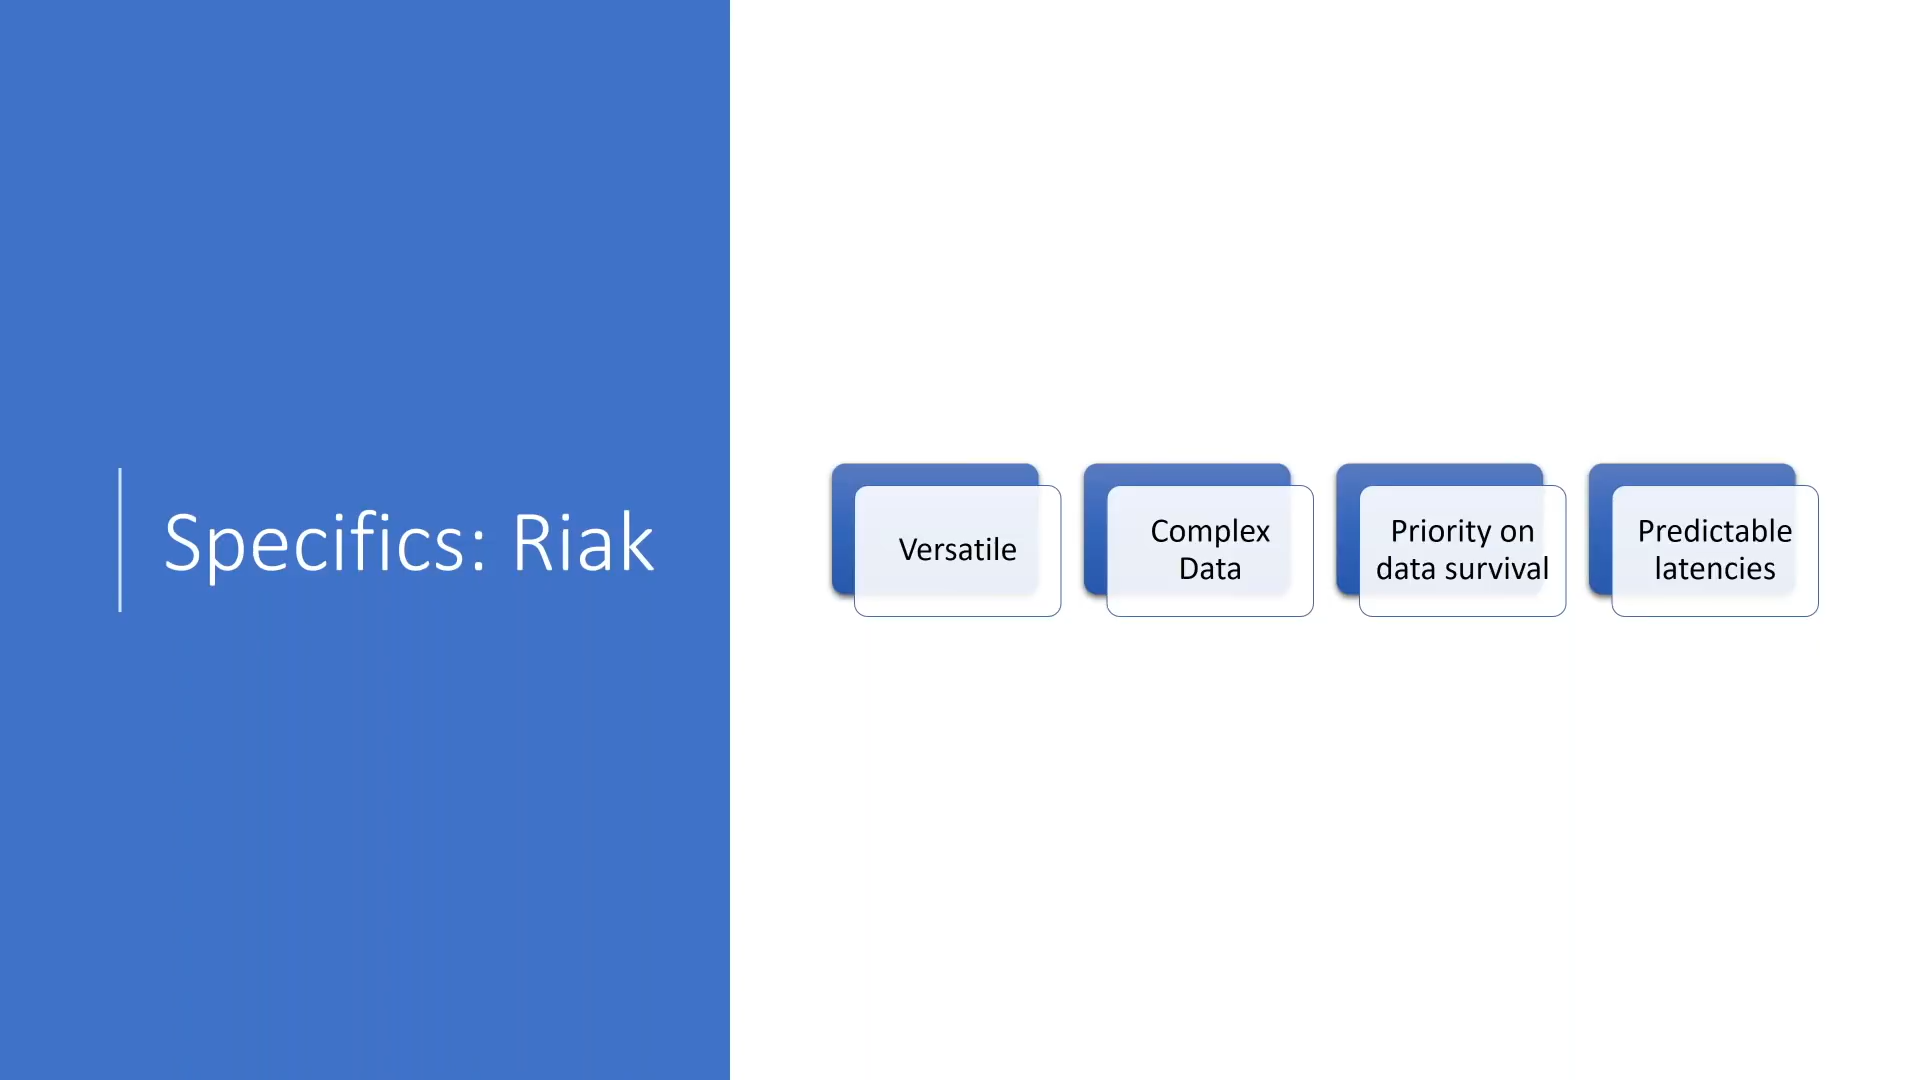 Specifics: Riak
Versatile
Complex
Data
Priority on
data survival
Predictable
latencies